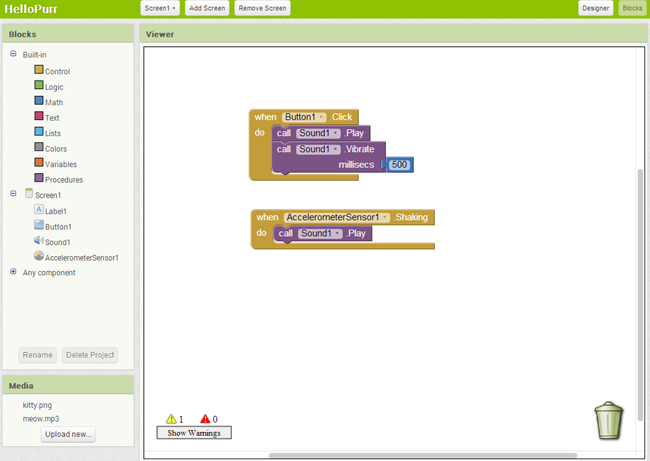 HelloPurr
Screen1
Add Screen
Remove Screen
Designer
Blocks
Blocks
Viewer
Built-in
Control
Logic
Math
Text
Lists
Colors
Variables
Procedures
Screen1
Label1
Button1
Sound1
AccelerometerSensor1
Any component
Rename
Delete Project
Media
kitty.png
meow.mp3
Upload new...
when Button1 .Click
do call Sound1 .Play
call Sound1 .Vibrate
millisecs 500
when AccelerometerSensor1 .Shaking
do call Sound1 .Play
1 0
Show Warnings